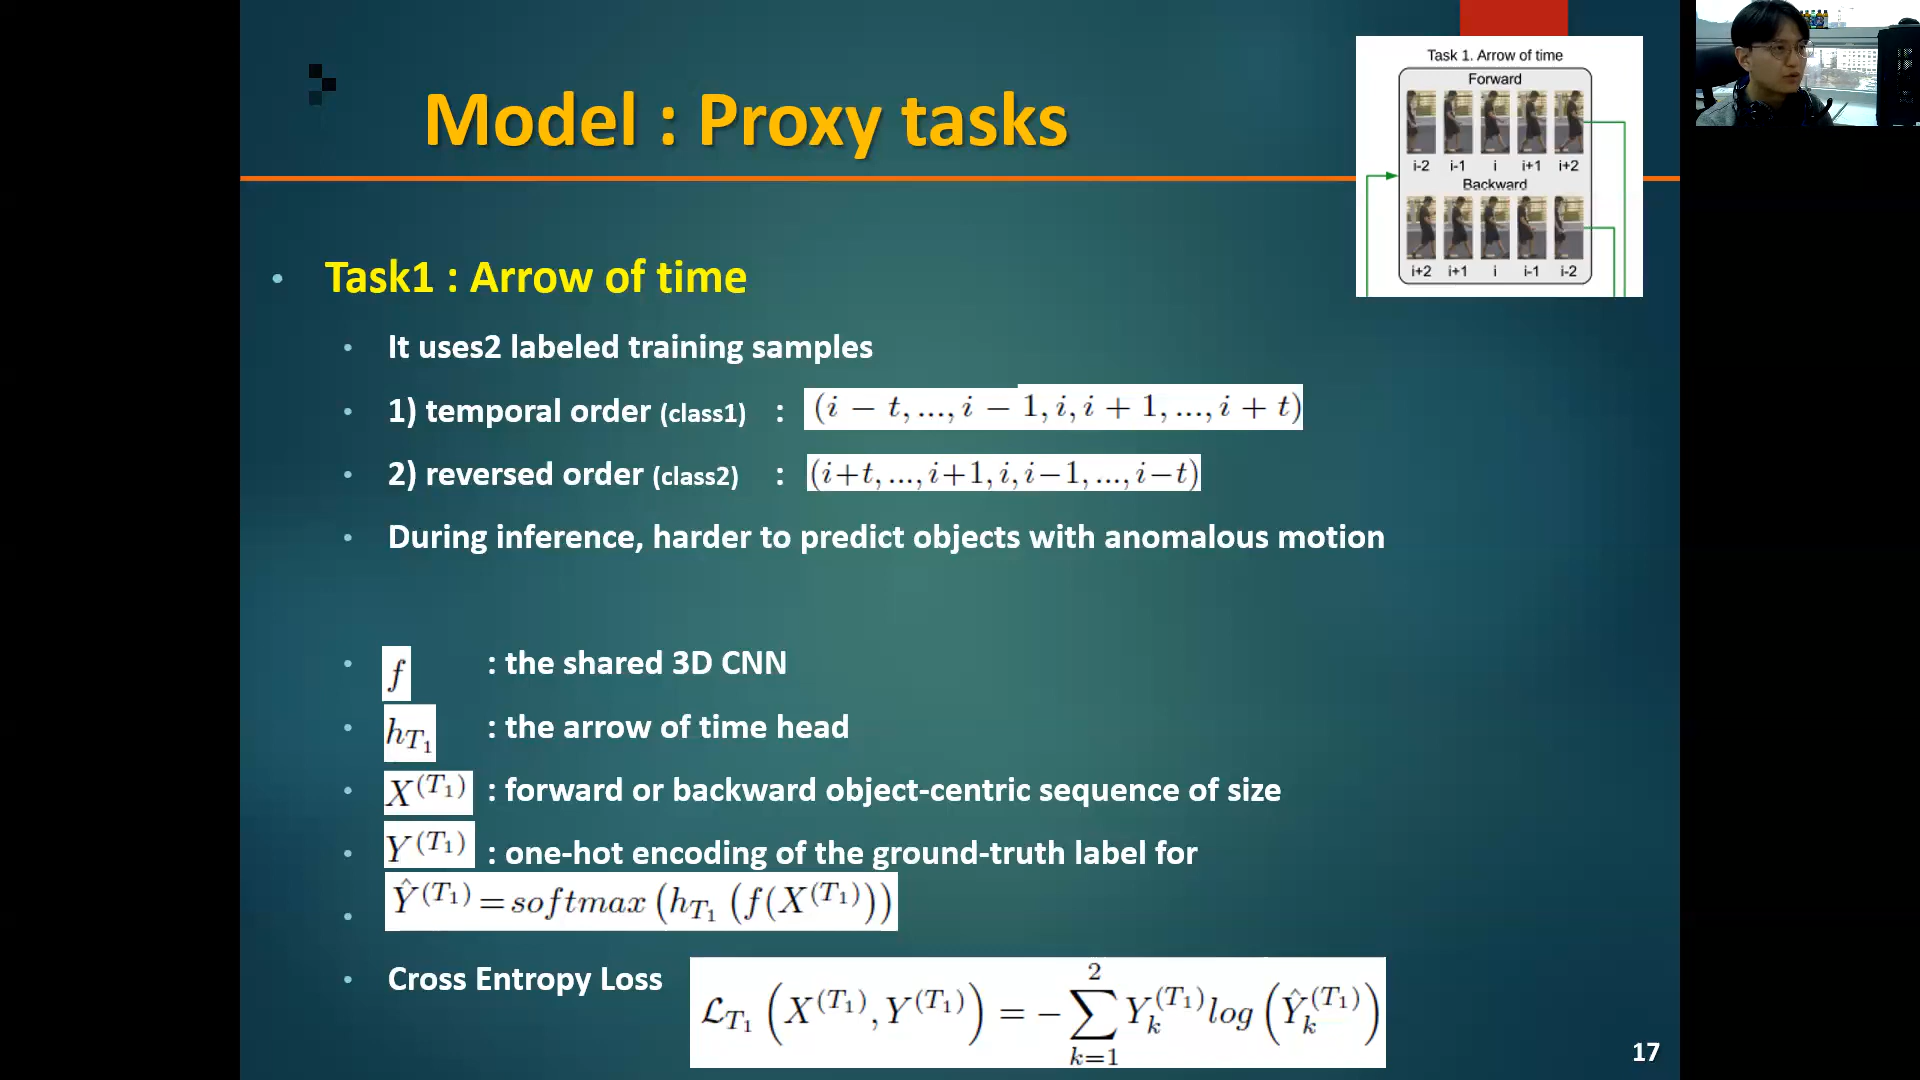 Model : Proxy tasks
Task 1. Arrow of time
Forward
i-2 i-1 i i+1 i+2
Backward
i+2 i+1 i i-1 i-2
• Task1 : Arrow of time
• It uses2 labeled training samples
• 1) temporal order (class1) : (i − t, ..., i − 1, i, i + 1, ..., i + t)
• 2) reversed order (class2) : (i+t, ..., i+1, i, i−1, ..., i−t)
• During inference, harder to predict objects with anomalous motion
• f : the shared 3D CNN
• h_{T_1} : the arrow of time head
• X^{(T_1)} : forward or backward object-centric sequence of size
• Y^{(T_1)} : one-hot encoding of the ground-truth label for
• \hat{Y}^{(T_1)} = softmax (h_{T_1} (f(X^{(T_1)}))
• Cross Entropy Loss \mathcal{L}_{T_1} (X^{(T_1)}, Y^{(T_1)}) = − \sum_{k=1}^{2} Y_k^{(T_1)} log (\hat{Y}_k^{(T_1)})
17